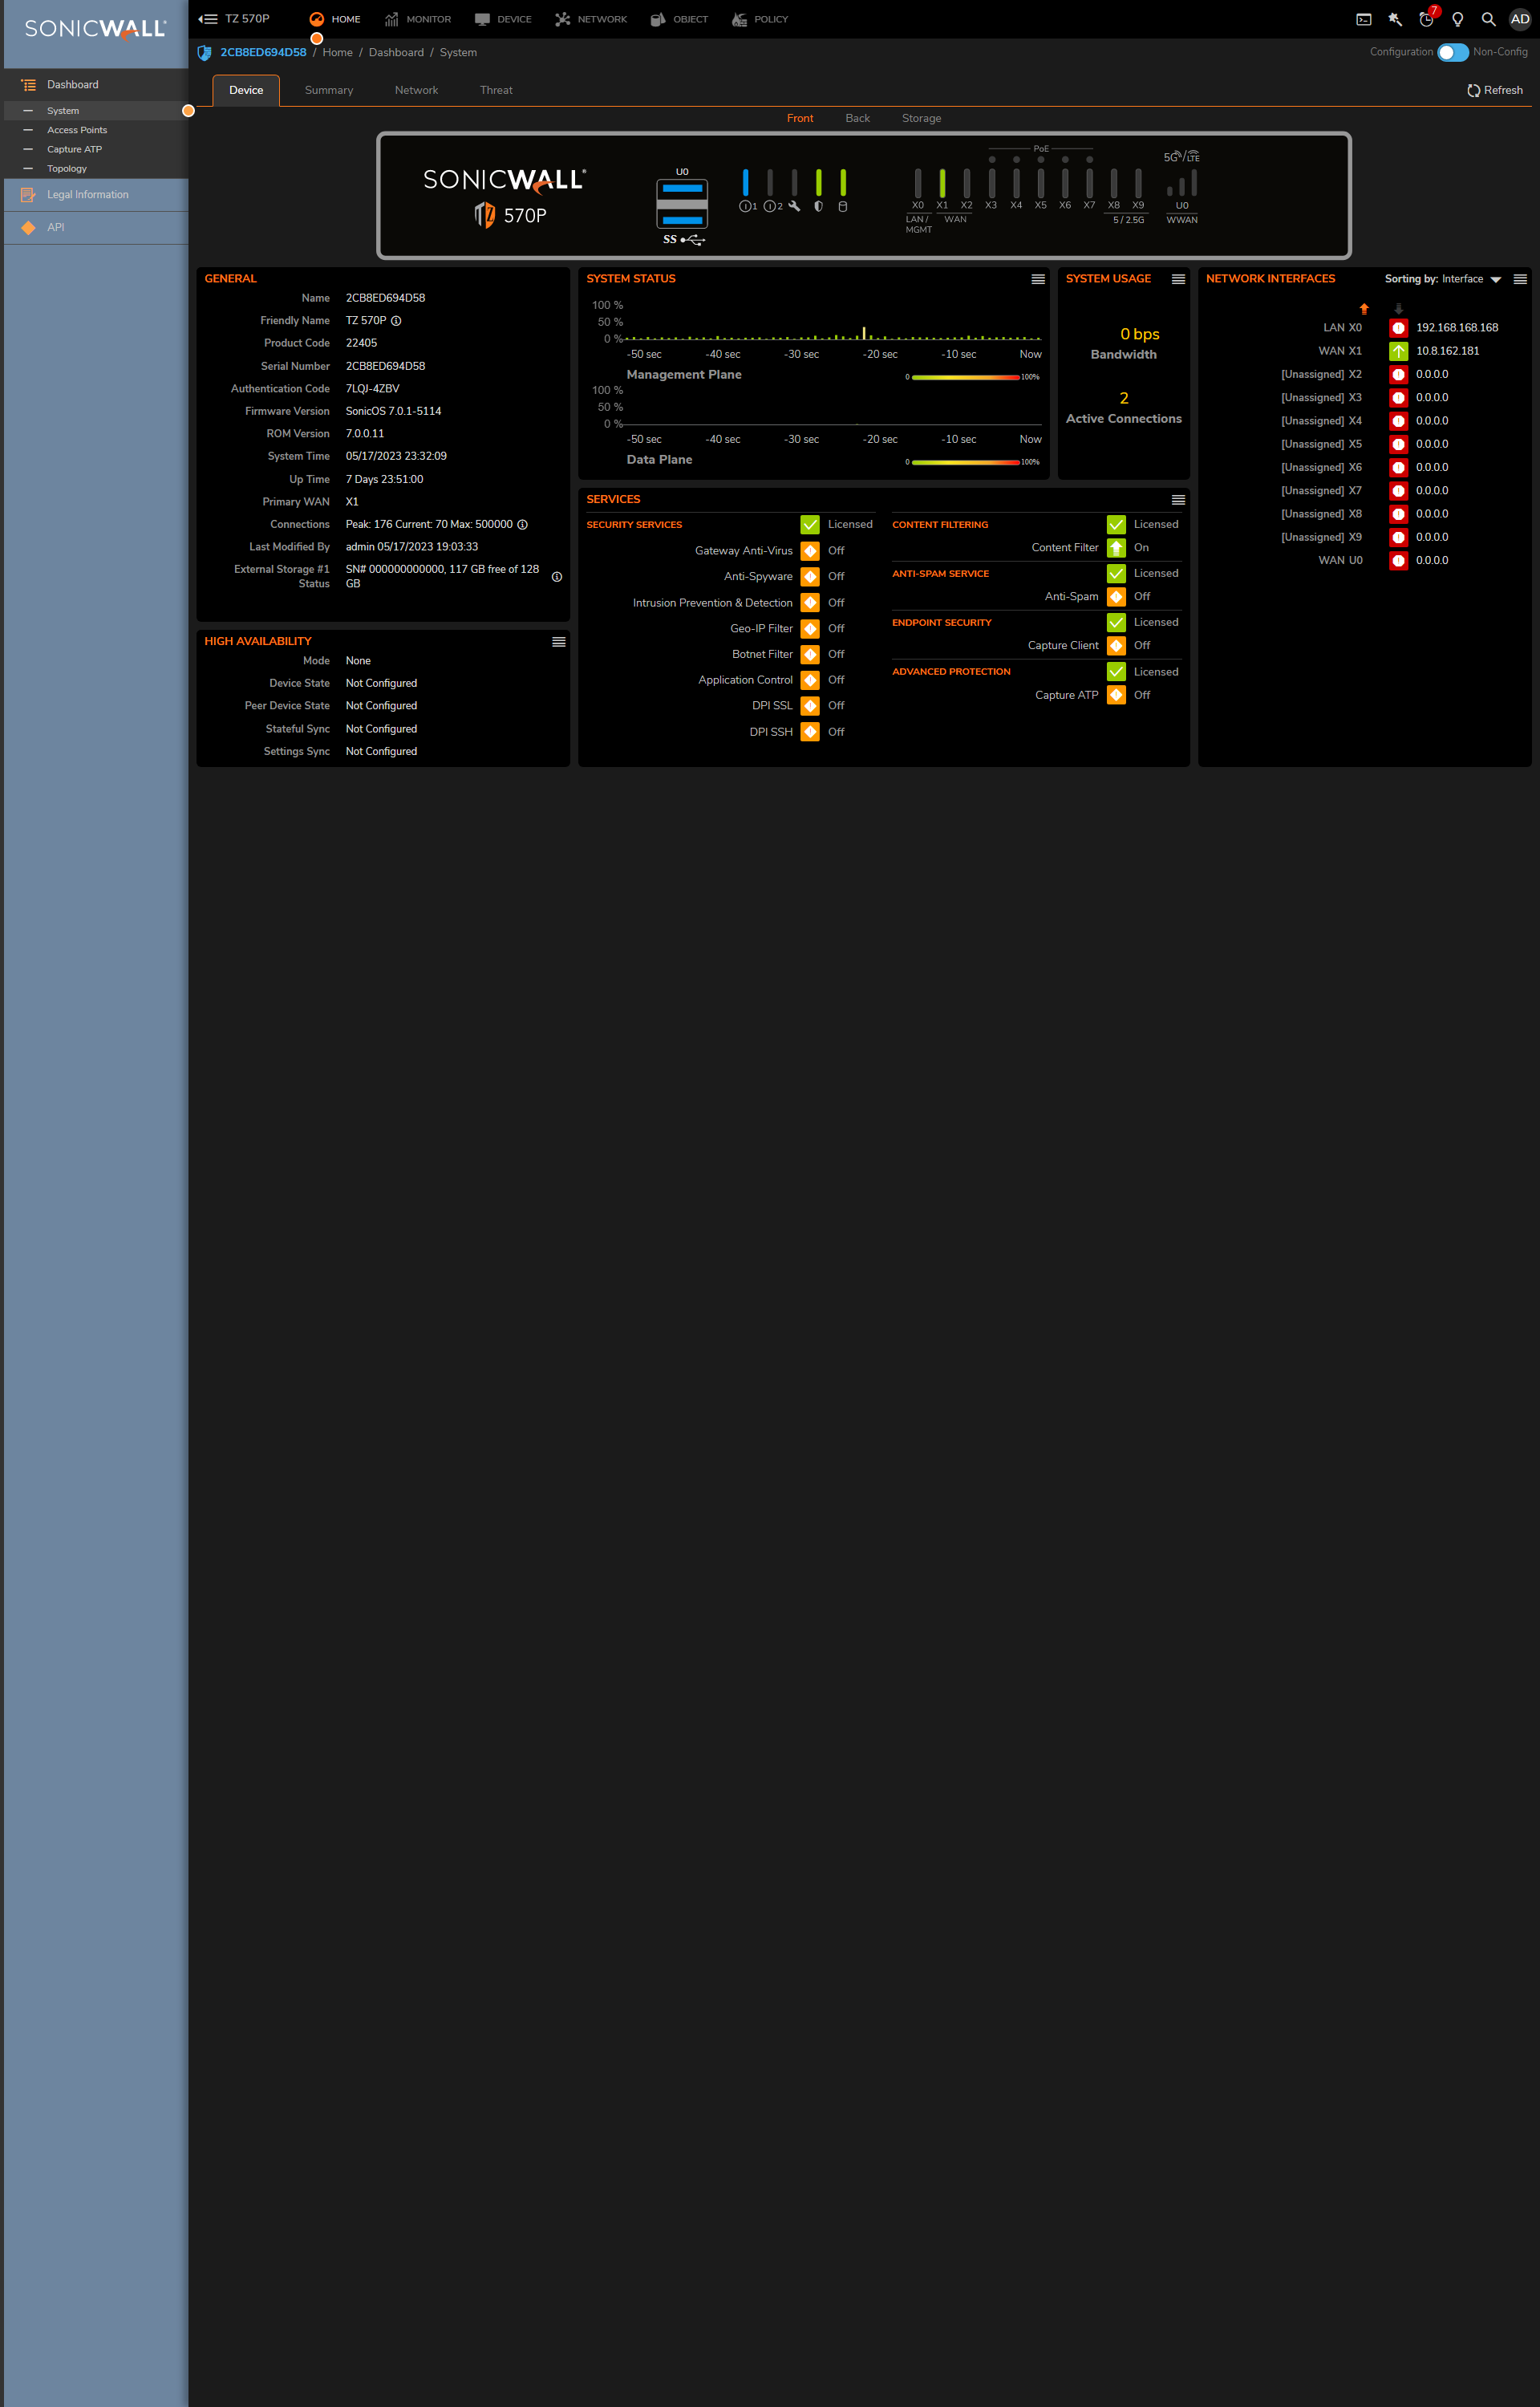 SONICWALL
TZ 570P
HOME
MONITOR
DEVICE
NETWORK
OBJECT
POLICY
7
AD
2CB8ED694D58 / Home / Dashboard / System
Configuration
Non-Config
Dashboard
System
Access Points
Capture ATP
Topology
Legal Information
API
Device
Summary
Network
Threat
Refresh
Front
Back
Storage
SONICWALL
TZ 570P
U0
SS
1
2
PoE
5G/LTE
X0 X1 X2 X3 X4 X5 X6 X7 X8 X9 U0
LAN / MGMT
WAN
5 / 2.5G
WWAN
GENERAL
Name 2CB8ED694D58
Friendly Name TZ 570P
Product Code 22405
Serial Number 2CB8ED694D58
Authentication Code 7LQJ-4ZBV
Firmware Version SonicOS 7.0.1-5114
ROM Version 7.0.0.11
System Time 05/17/2023 23:32:09
Up Time 7 Days 23:51:00
Primary WAN X1
Connections Peak: 176 Current: 70 Max: 500000
Last Modified By admin 05/17/2023 19:03:33
External Storage #1 Status SN# 000000000000, 117 GB free of 128 GB
HIGH AVAILABILITY
Mode None
Device State Not Configured
Peer Device State Not Configured
Stateful Sync Not Configured
Settings Sync Not Configured
SYSTEM STATUS
100 %
50 %
0 %
-50 sec -40 sec -30 sec -20 sec -10 sec Now
Management Plane 0 100%
100 %
50 %
0 %
-50 sec -40 sec -30 sec -20 sec -10 sec Now
Data Plane 0 100%
SYSTEM USAGE
0 bps
Bandwidth
2
Active Connections
SERVICES
SECURITY SERVICES Licensed
Gateway Anti-Virus Off
Anti-Spyware Off
Intrusion Prevention & Detection Off
Geo-IP Filter Off
Botnet Filter Off
Application Control Off
DPI SSL Off
DPI SSH Off
CONTENT FILTERING Licensed
Content Filter On
ANTI-SPAM SERVICE Licensed
Anti-Spam Off
ENDPOINT SECURITY Licensed
Capture Client Off
ADVANCED PROTECTION Licensed
Capture ATP Off
NETWORK INTERFACES
Sorting by: Interface
LAN X0 192.168.168.168
WAN X1 10.8.162.181
[Unassigned] X2 0.0.0.0
[Unassigned] X3 0.0.0.0
[Unassigned] X4 0.0.0.0
[Unassigned] X5 0.0.0.0
[Unassigned] X6 0.0.0.0
[Unassigned] X7 0.0.0.0
[Unassigned] X8 0.0.0.0
[Unassigned] X9 0.0.0.0
WAN U0 0.0.0.0